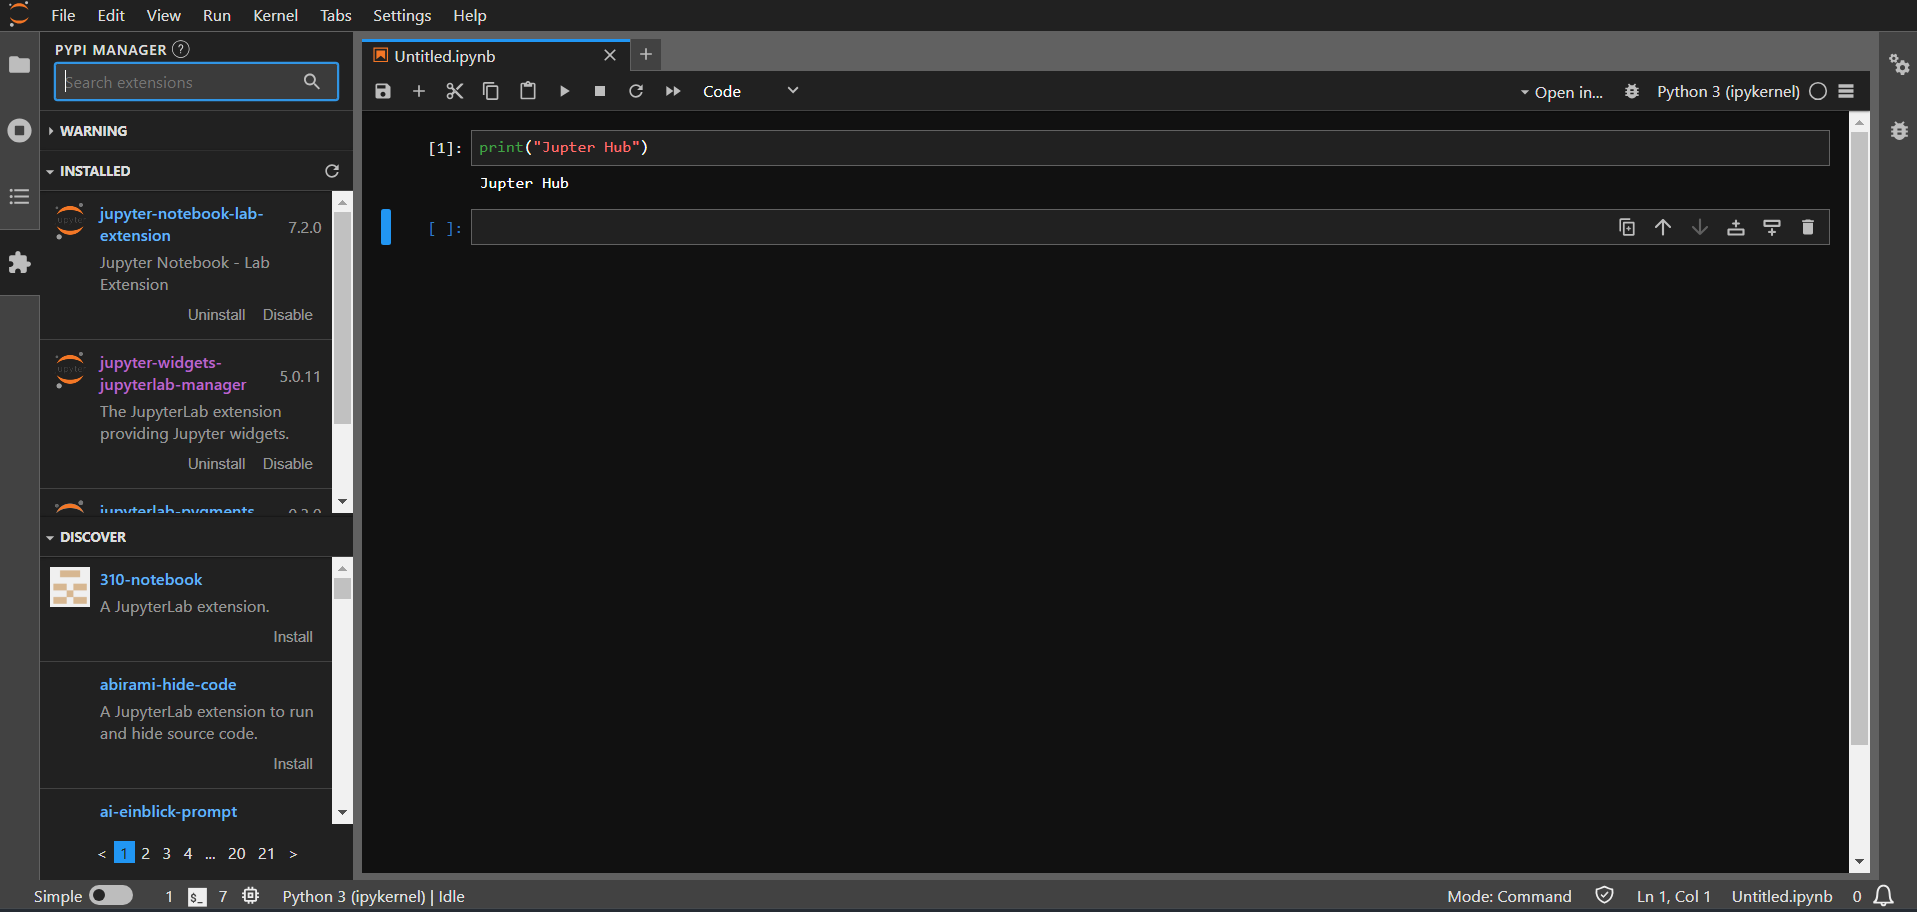 File Edit View Run Kernel Tabs Settings Help
PYPI MANAGER ?
Search extensions
WARNING
INSTALLED
jupyter-notebook-lab-
extension
7.2.0
Jupyter Notebook - Lab
Extension
Uninstall Disable
jupyter-widgets-
jupyterlab-manager
5.0.11
The JupyterLab extension
providing Jupyter widgets.
Uninstall Disable
jupyterlab-pygments 0.3.0
DISCOVER
310-notebook
A JupyterLab extension.
Install
abirami-hide-code
A JupyterLab extension to run
and hide source code.
Install
ai-einblick-prompt
< 1 2 3 4 ... 20 21 >
Untitled.ipynb
Code
Open in...
Python 3 (ipykernel)
[1]: print("Jupter Hub")
Jupter Hub
[ ]:
Simple 1 $_ 7 Python 3 (ipykernel) | Idle
Mode: Command Ln 1, Col 1 Untitled.ipynb 0